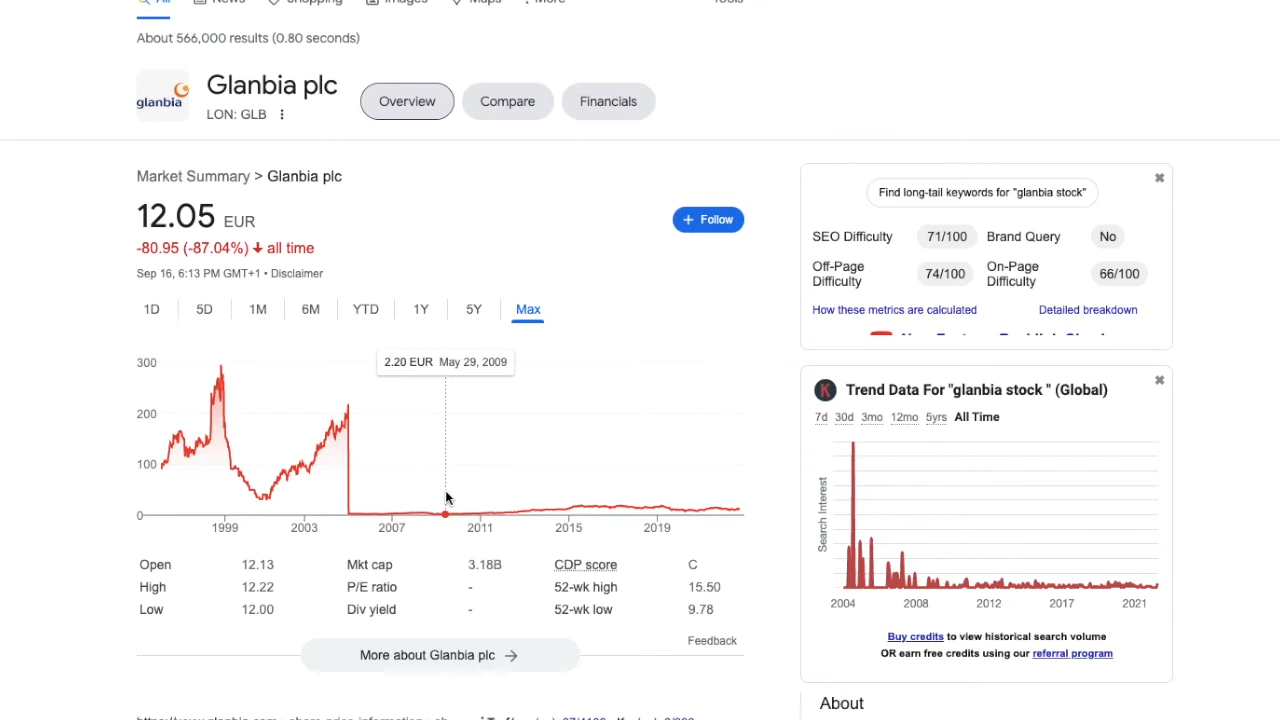 All News Shopping Images Maps More Tools
About 566,000 results (0.80 seconds)
glanbia
Glanbia plc
LON: GLB
Overview Compare Financials
Market Summary > Glanbia plc
12.05 EUR
-80.95 (-87.04%) ↓ all time
Sep 16, 6:13 PM GMT+1 • Disclaimer
+ Follow
1D 5D 1M 6M YTD 1Y 5Y Max
2.20 EUR May 29, 2009
300
200
100
0
1999 2003 2007 2011 2015 2019
Open 12.13 Mkt cap 3.18B CDP score C
High 12.22 P/E ratio - 52-wk high 15.50
Low 12.00 Div yield - 52-wk low 9.78
Feedback
More about Glanbia plc →
Find long-tail keywords for "glanbia stock"
SEO Difficulty 71/100 Brand Query No
Off-Page Difficulty 74/100 On-Page Difficulty 66/100
How these metrics are calculated Detailed breakdown
K
Trend Data For "glanbia stock " (Global)
7d 30d 3mo 12mo 5yrs All Time
Search Interest
2004 2008 2012 2017 2021
Buy credits to view historical search volume
OR earn free credits using our referral program
About